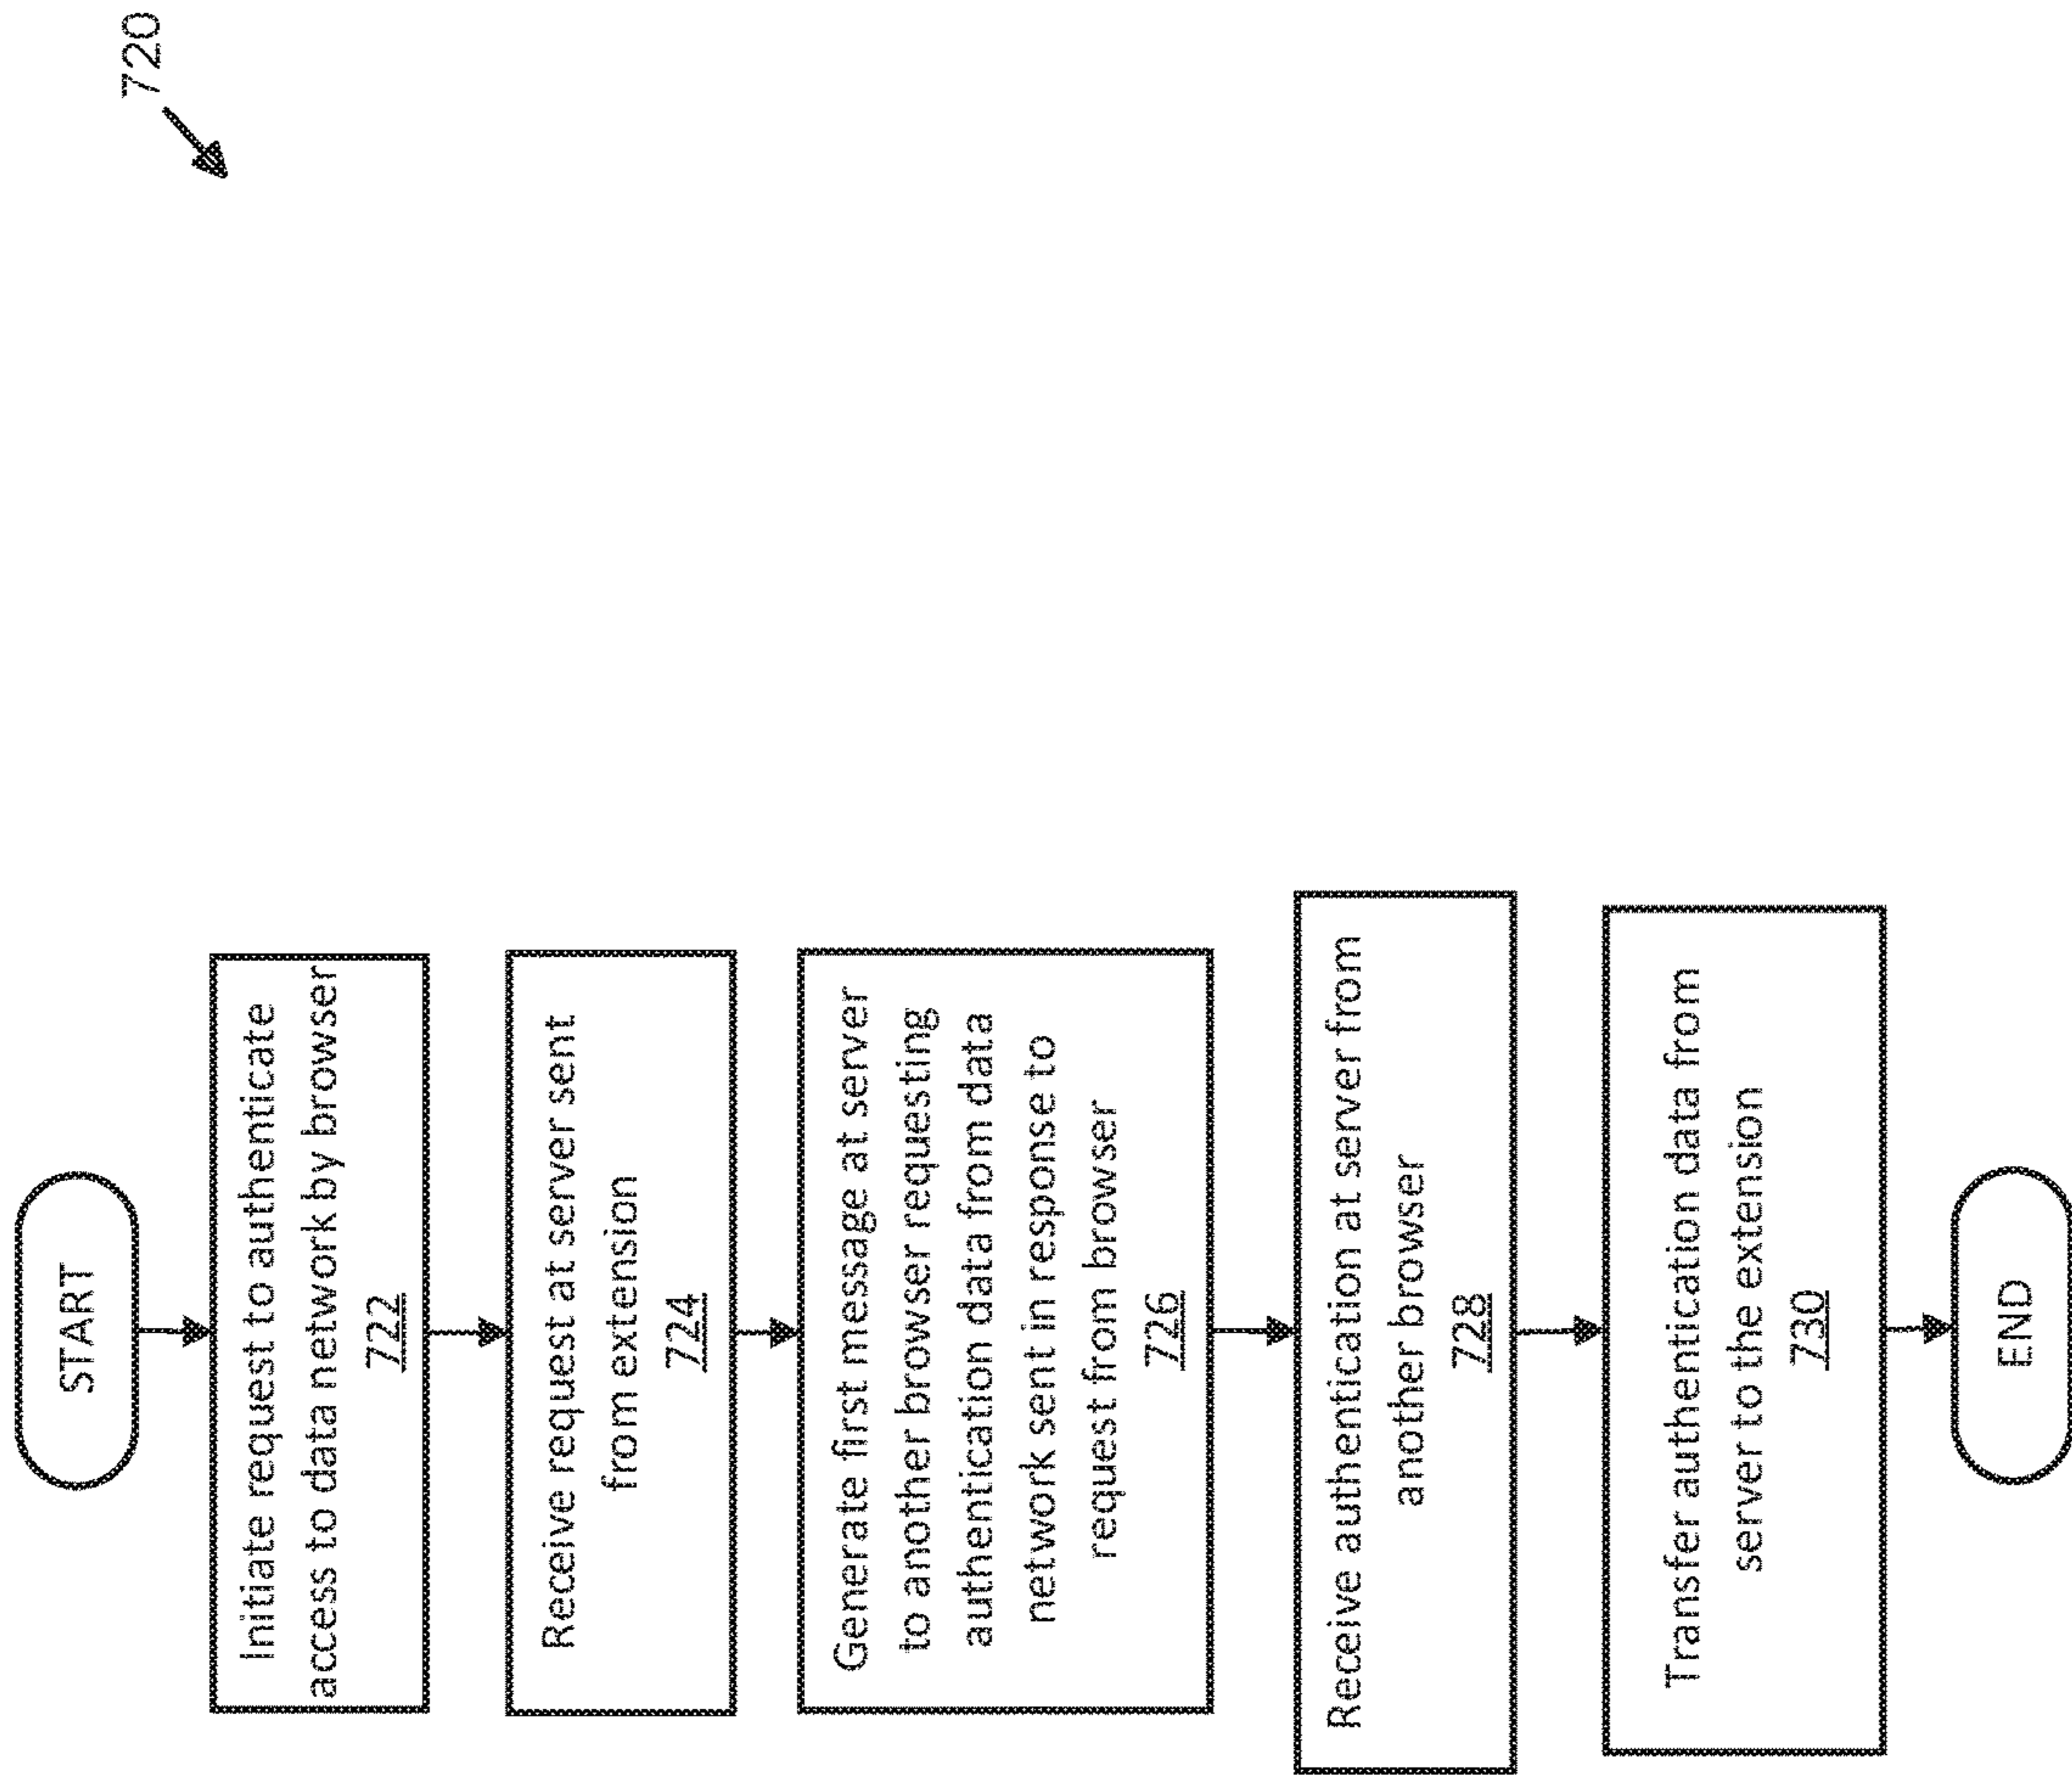 720
START
Initiate request to authenticate
access to data network by browser
722
Receive request at server sent
from extension
724
Generate first message at server
to another browser requesting
authentication data from data
network sent in response to
request from browser
726
Receive authentication at server from
another browser
728
Transfer authentication data from
server to the extension
730
END